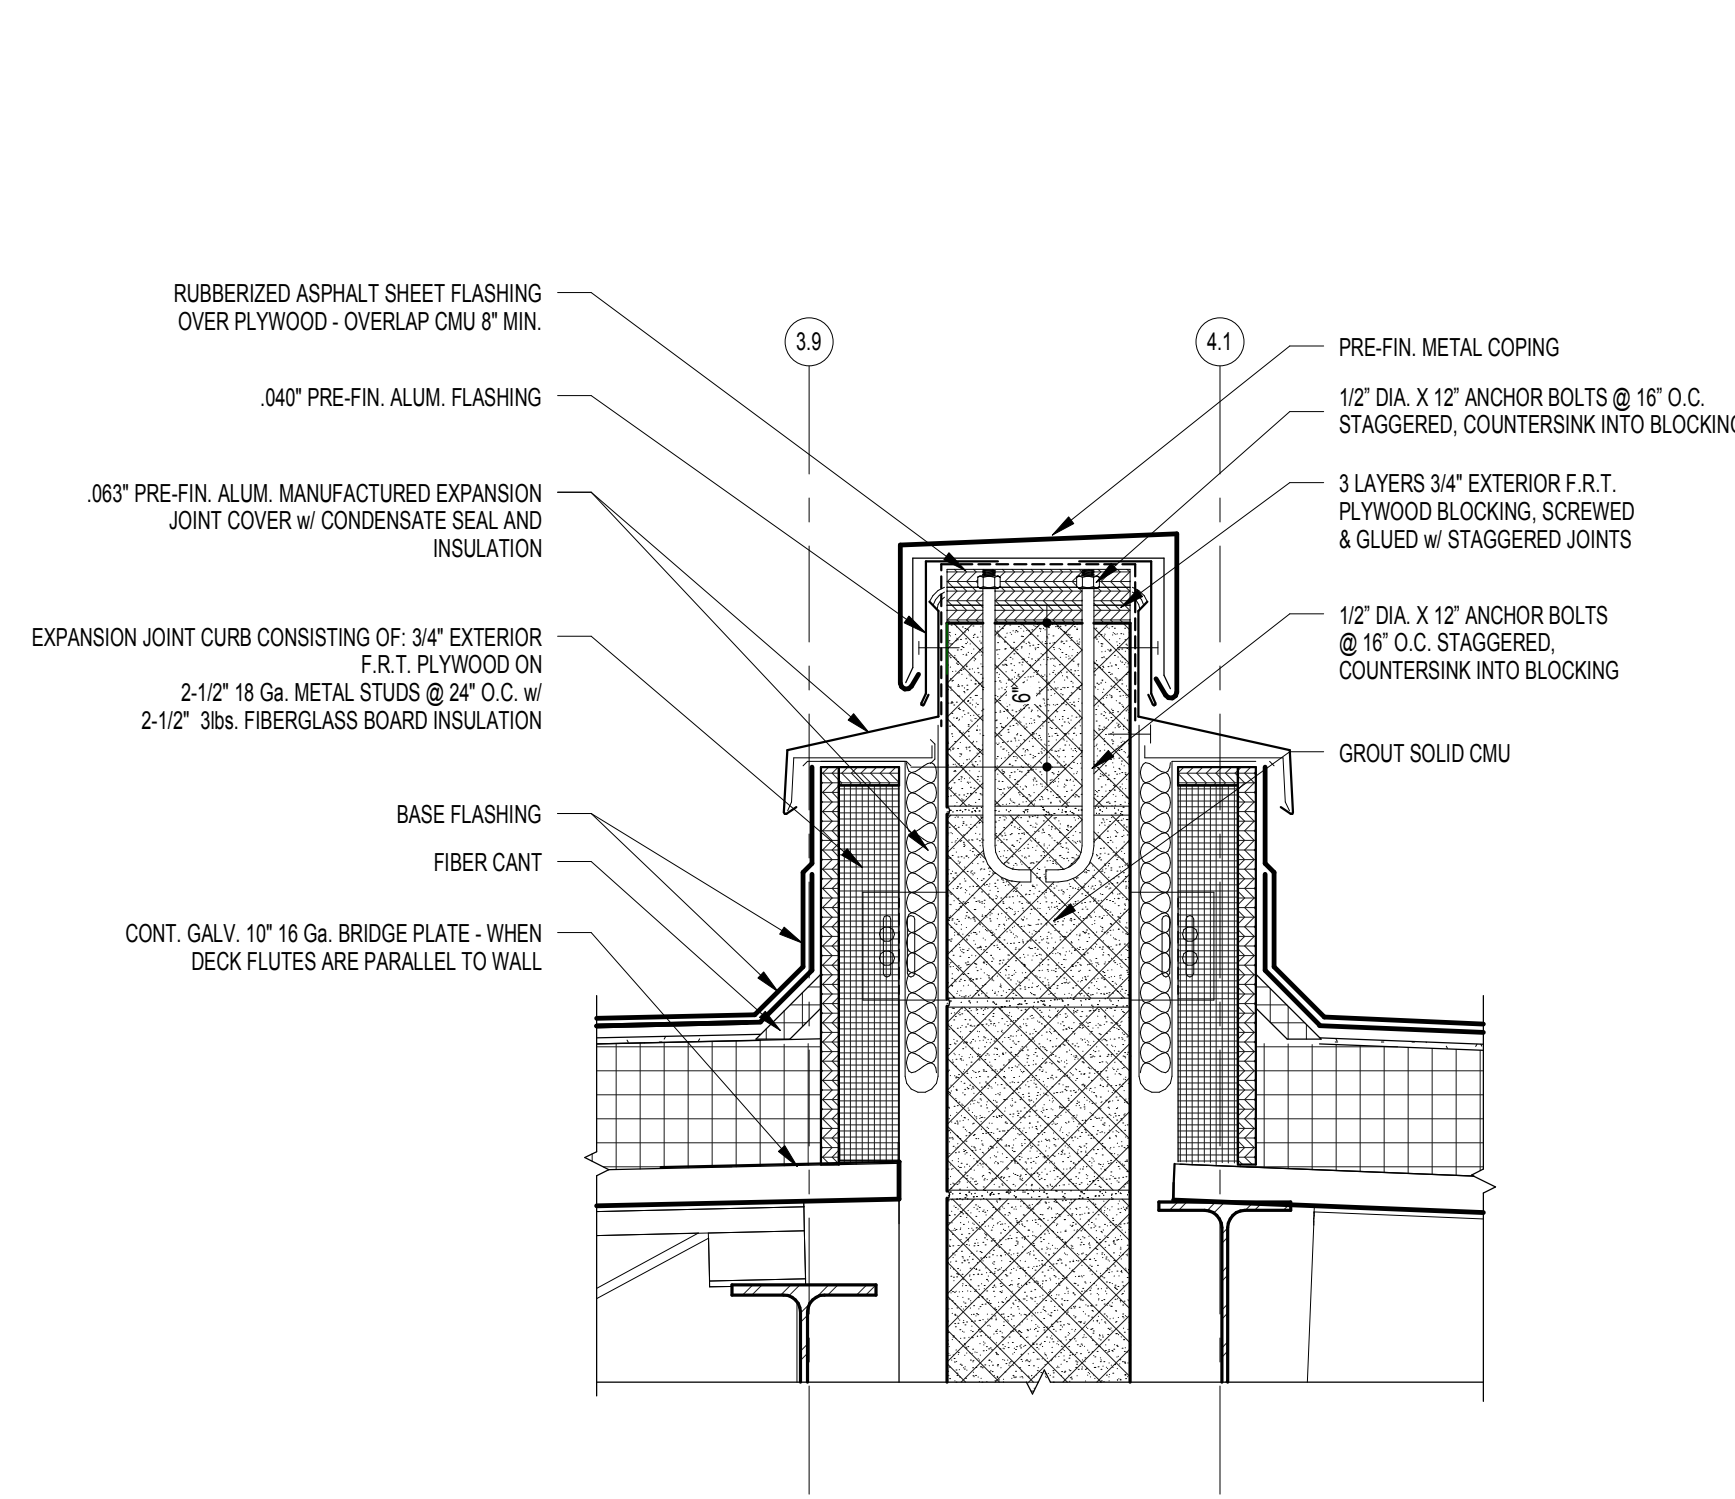 RUBBERIZED ASPHALT SHEET FLASHING
OVER PLYWOOD - OVERLAP CMU 8" MIN.
.040" PRE-FIN. ALUM. FLASHING
.063" PRE-FIN. ALUM. MANUFACTURED EXPANSION
JOINT COVER w/ CONDENSATE SEAL AND
INSULATION
EXPANSION JOINT CURB CONSISTING OF: 3/4" EXTERIOR
F.R.T. PLYWOOD ON
2-1/2" 18 Ga. METAL STUDS @ 24" O.C. w/
2-1/2" 3lbs. FIBERGLASS BOARD INSULATION
BASE FLASHING
FIBER CANT
CONT. GALV. 10" 16 Ga. BRIDGE PLATE - WHEN
DECK FLUTES ARE PARALLEL TO WALL
3.9
4.1
6"
PRE-FIN. METAL COPING
1/2” DIA. X 12” ANCHOR BOLTS @ 16” O.C.
STAGGERED, COUNTERSINK INTO BLOCKING
3 LAYERS 3/4" EXTERIOR F.R.T.
PLYWOOD BLOCKING, SCREWED
& GLUED w/ STAGGERED JOINTS
1/2” DIA. X 12” ANCHOR BOLTS
@ 16” O.C. STAGGERED,
COUNTERSINK INTO BLOCKING
GROUT SOLID CMU